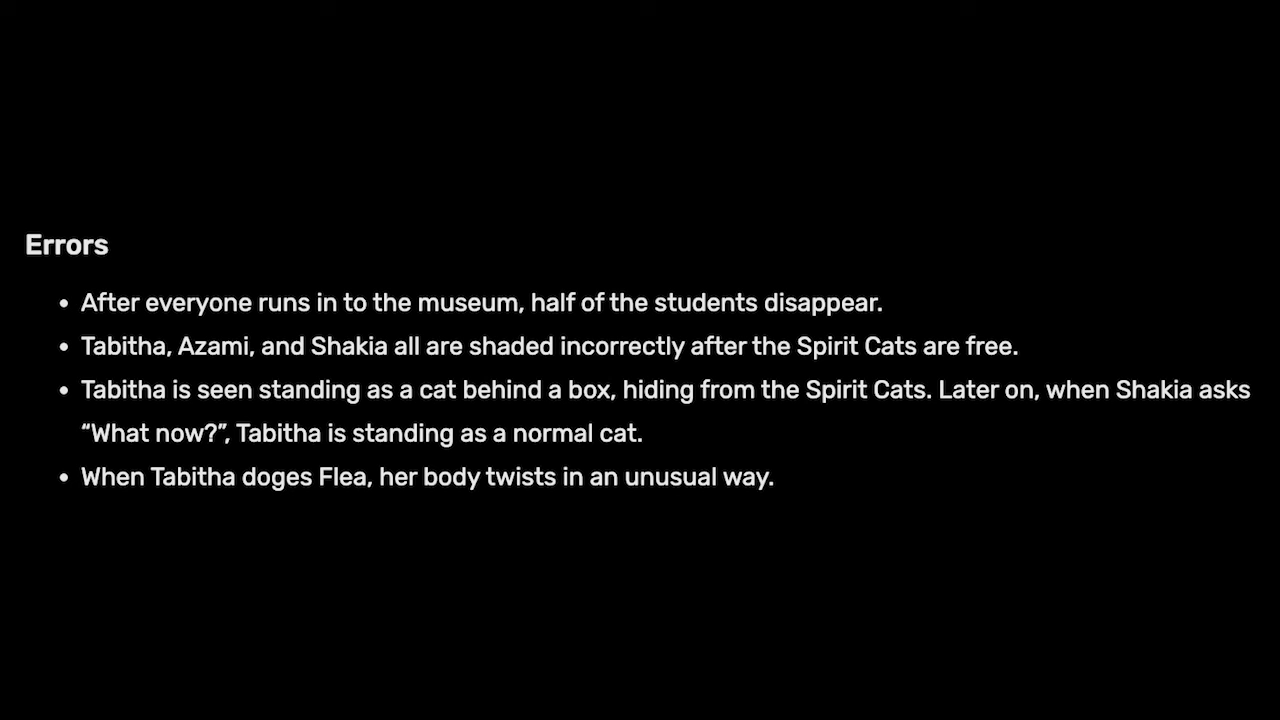 Errors
• After everyone runs in to the museum, half of the students disappear.
• Tabitha, Azami, and Shakia all are shaded incorrectly after the Spirit Cats are free.
• Tabitha is seen standing as a cat behind a box, hiding from the Spirit Cats. Later on, when Shakia asks
“What now?”, Tabitha is standing as a normal cat.
• When Tabitha doges Flea, her body twists in an unusual way.